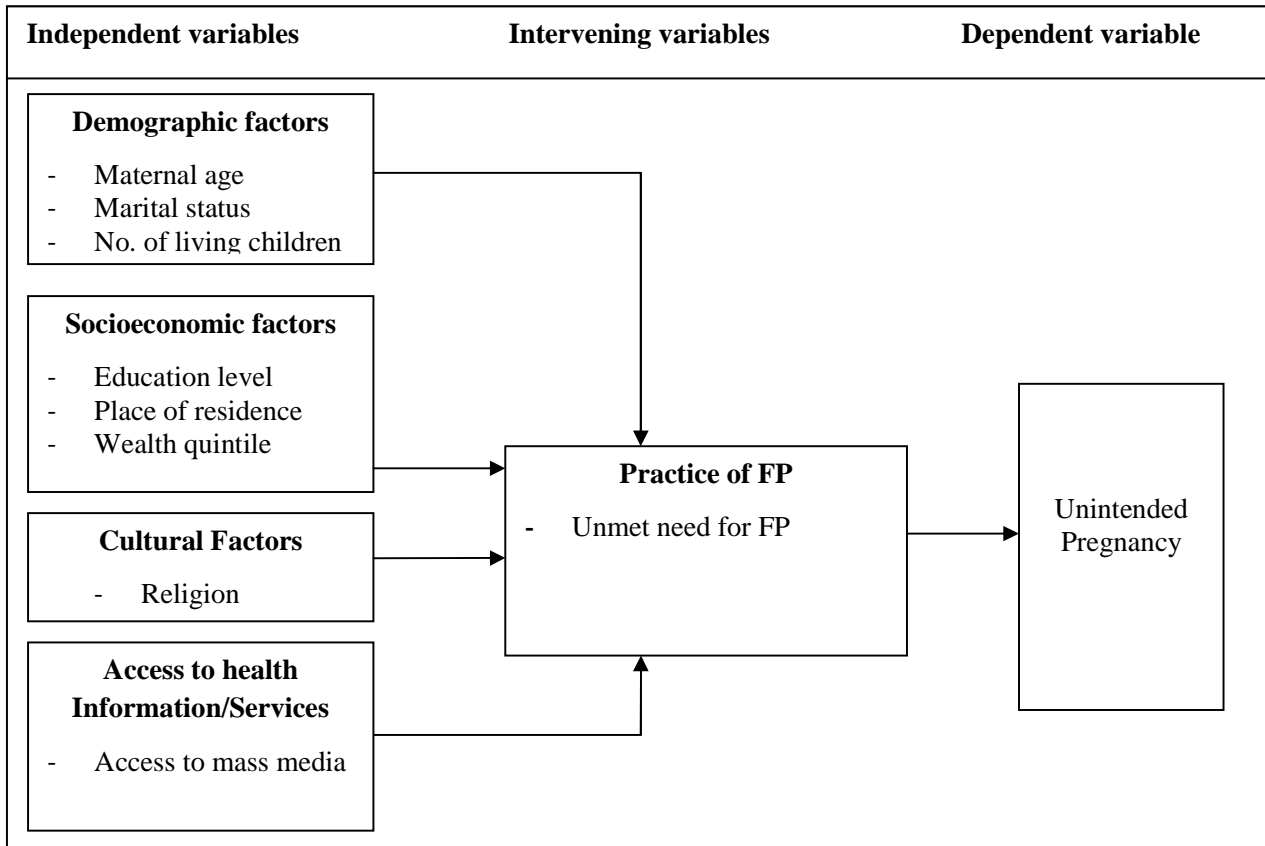 Independent variables Intervening variables Dependent variable
Demographic factors
- Maternal age
- Marital status
- No. of living children
Socioeconomic factors
- Education level
- Place of residence
- Wealth quintile
Cultural Factors
- Religion
Access to health
Information/Services
- Access to mass media
Practice of FP
- Unmet need for FP
Unintended
Pregnancy